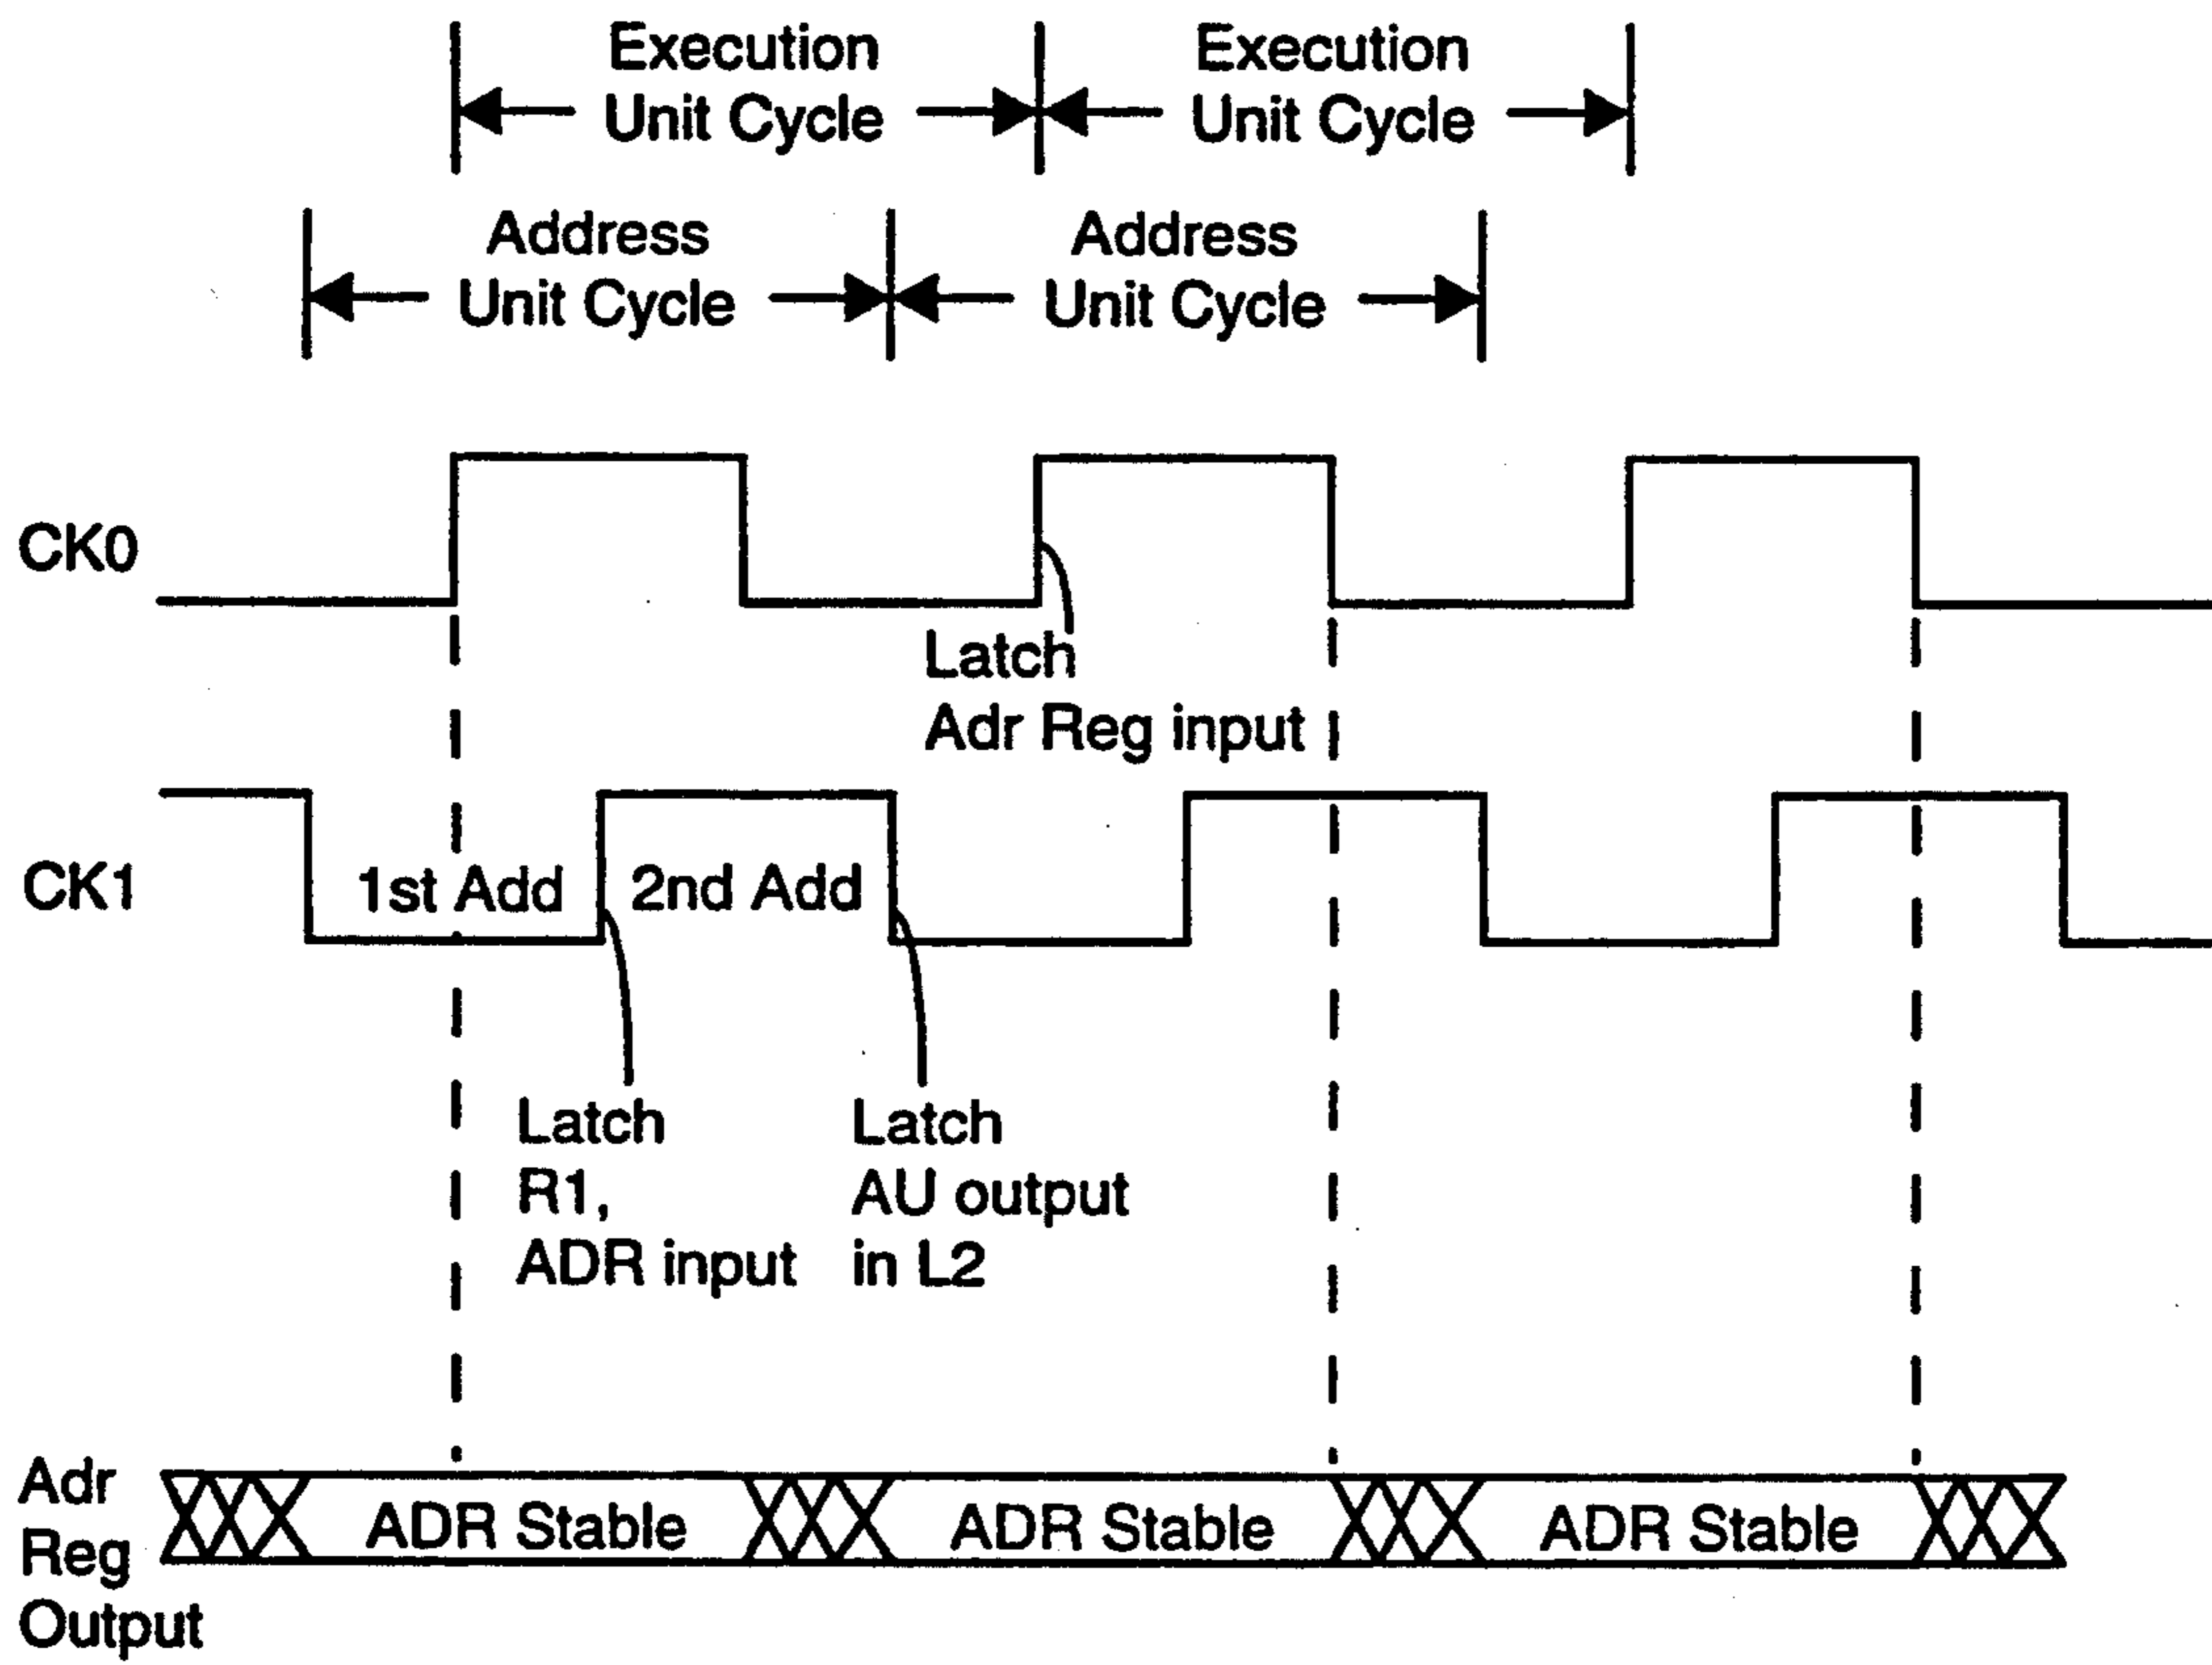 Execution
Unit Cycle
Execution
Unit Cycle
Address
Unit Cycle
Address
Unit Cycle
CK0
Latch
Adr Reg input
CK1
1st Add
2nd Add
Latch
R1,
ADR input
Latch
AU output
in L2
Adr
Reg
Output
ADR Stable
ADR Stable
ADR Stable